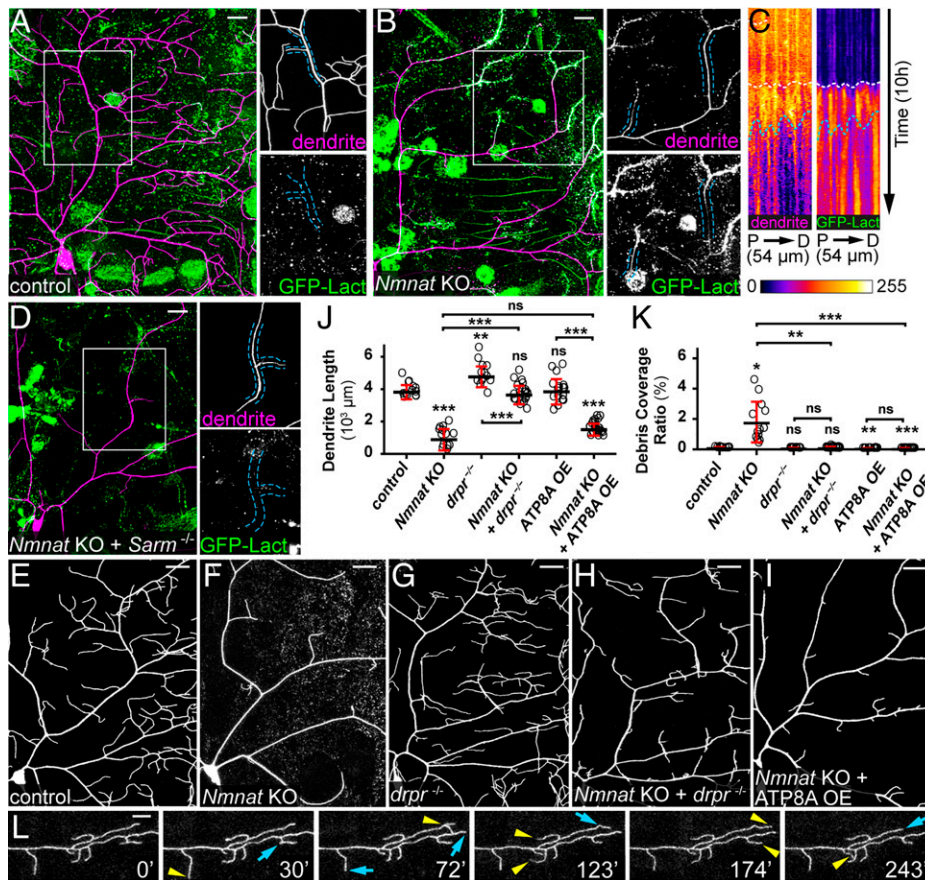 A
control
dendrite
GFP-Lact
B
Nmnat KO
dendrite
GFP-Lact
C
Time (10h)
dendrite
GFP-Lact
P → D
P → D
(54 µm)
(54 µm)
0
255
D
Nmnat KO + Sarm -/-
dendrite
GFP-Lact
J
Dendrite Length
(10³ µm)
6
4
2
0
ns
***
**
ns
ns
***
***
***
***
control
Nmnat KO
drpr -/-
Nmnat KO
+ drpr -/-
ATP8A OE
Nmnat KO
+ ATP8A OE
K
Debris Coverage
Ratio (%)
6
4
2
0
***
**
*
ns
ns
ns
ns
**
***
control
Nmnat KO
drpr -/-
Nmnat KO
+ drpr -/-
ATP8A OE
Nmnat KO
+ ATP8A OE
E
control
F
Nmnat KO
G
drpr -/-
H
Nmnat KO + drpr -/-
I
Nmnat KO +
ATP8A OE
L
0'
30'
72'
123'
174'
243'